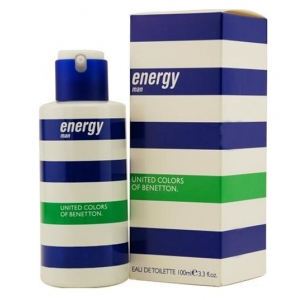 energy
man
UNITED COLORS
OF BENETTON.
energy
man
UNITED COLORS
OF BENETTON.
EAU DE TOILETTE 100ml℮3.3 fl.oz.